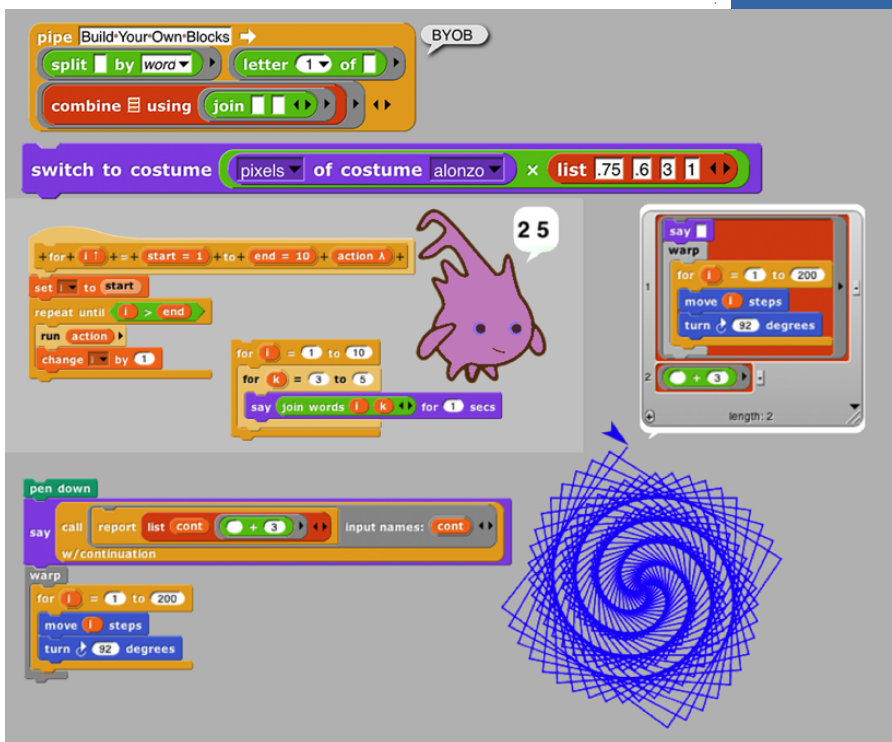 pipe Build·Your·Own·Blocks
BYOB
split by word
letter 1 of
combine using join
switch to costume pixels of costume alonzo × list .75 .6 3 1
2 5
+ for + i ↑ + = + start = 1 + to + end = 10 + action λ +
set i to start
repeat until i > end
run action
change i by 1
for i = 1 to 10
for k = 3 to 5
say join words i k for 1 secs
1
say
warp
for i = 1 to 200
move i steps
turn 92 degrees
2 + 3
length: 2
pen down
say call report list cont + 3 input names: cont
w/continuation
warp
for i = 1 to 200
move i steps
turn 92 degrees